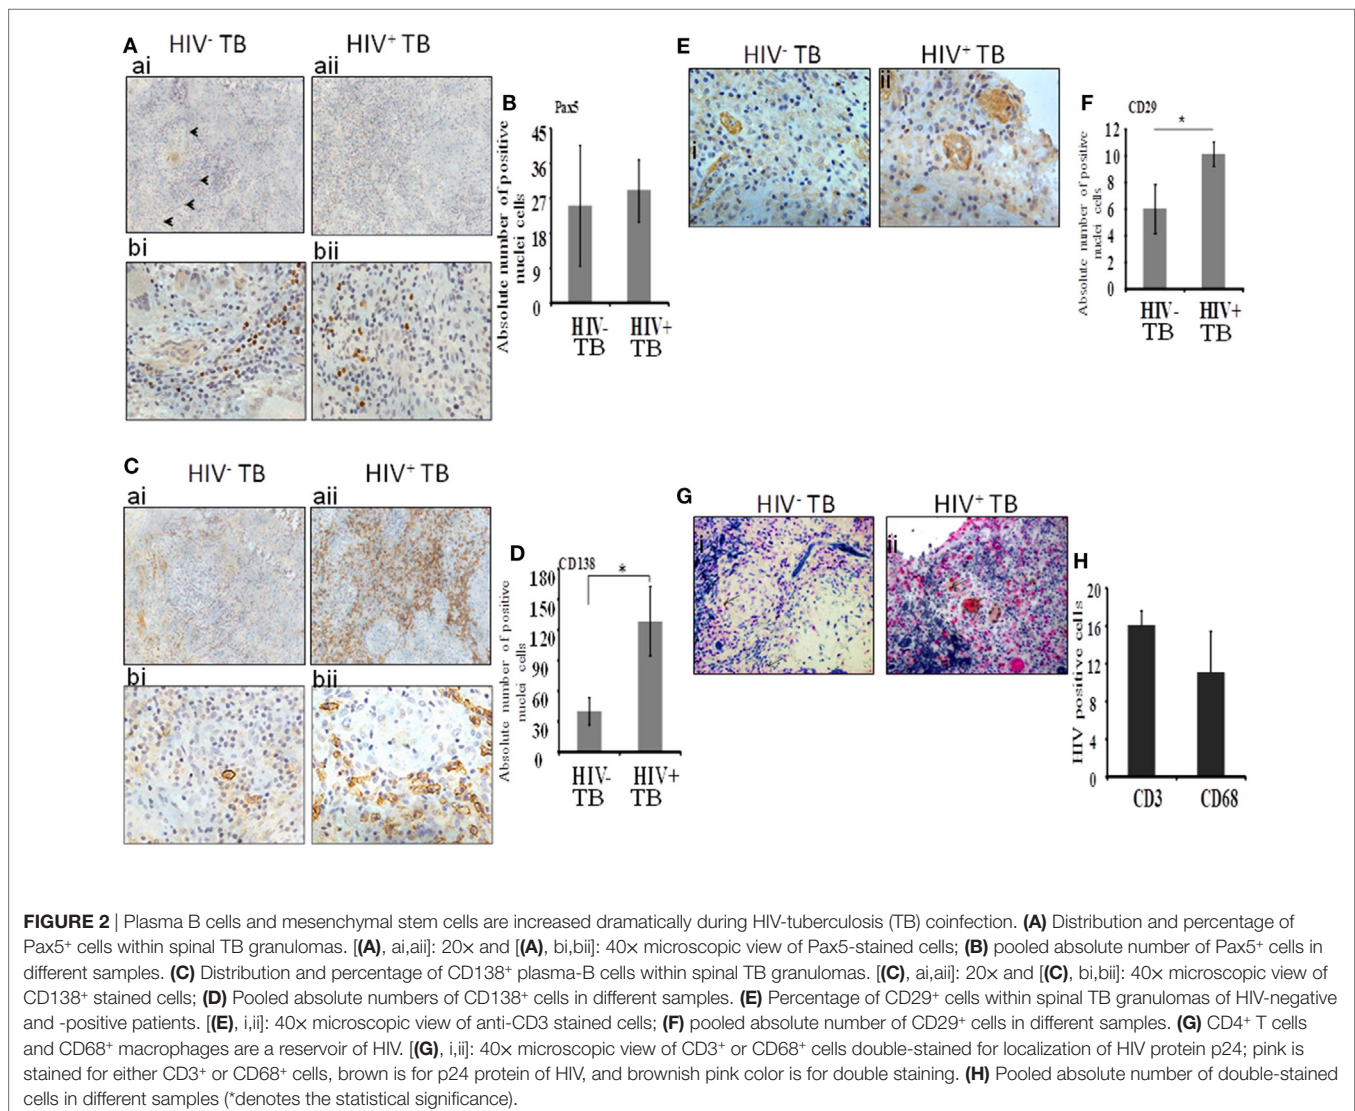 A
HIV- TB
HIV+ TB
ai
aii
bi
bii
B
Pax5
Absolute number of positive
nuclei cells
45
36
27
18
9
0
HIV-
TB
HIV+
TB
C
HIV- TB
HIV+ TB
ai
aii
bi
bii
D
CD138
Absolute number of positive
nuclei cells
180
150
120
90
60
30
0
*
HIV-
TB
HIV+
TB
E
HIV- TB
HIV+ TB
i
ii
F
CD29
Absolute number of positive
nuclei cells
12
10
8
6
4
2
0
*
HIV-
TB
HIV+
TB
G
HIV- TB
HIV+ TB
i
ii
H
HIV positive cells
20
16
12
8
4
0
CD3
CD68
FIGURE 2 | Plasma B cells and mesenchymal stem cells are increased dramatically during HIV-tuberculosis (TB) coinfection. (A) Distribution and percentage of
Pax5+ cells within spinal TB granulomas. [(A), ai,aii]: 20× and [(A), bi,bii]: 40× microscopic view of Pax5-stained cells; (B) pooled absolute number of Pax5+ cells in
different samples. (C) Distribution and percentage of CD138+ plasma-B cells within spinal TB granulomas. [(C), ai,aii]: 20× and [(C), bi,bii]: 40× microscopic view of
CD138+ stained cells; (D) Pooled absolute numbers of CD138+ cells in different samples. (E) Percentage of CD29+ cells within spinal TB granulomas of HIV-negative
and -positive patients. [(E), i,ii]: 40× microscopic view of anti-CD3 stained cells; (F) pooled absolute number of CD29+ cells in different samples. (G) CD4+ T cells
and CD68+ macrophages are a reservoir of HIV. [(G), i,ii]: 40× microscopic view of CD3+ or CD68+ cells double-stained for localization of HIV protein p24; pink is
stained for either CD3+ or CD68+ cells, brown is for p24 protein of HIV, and brownish pink color is for double staining. (H) Pooled absolute number of double-stained
cells in different samples (*denotes the statistical significance).